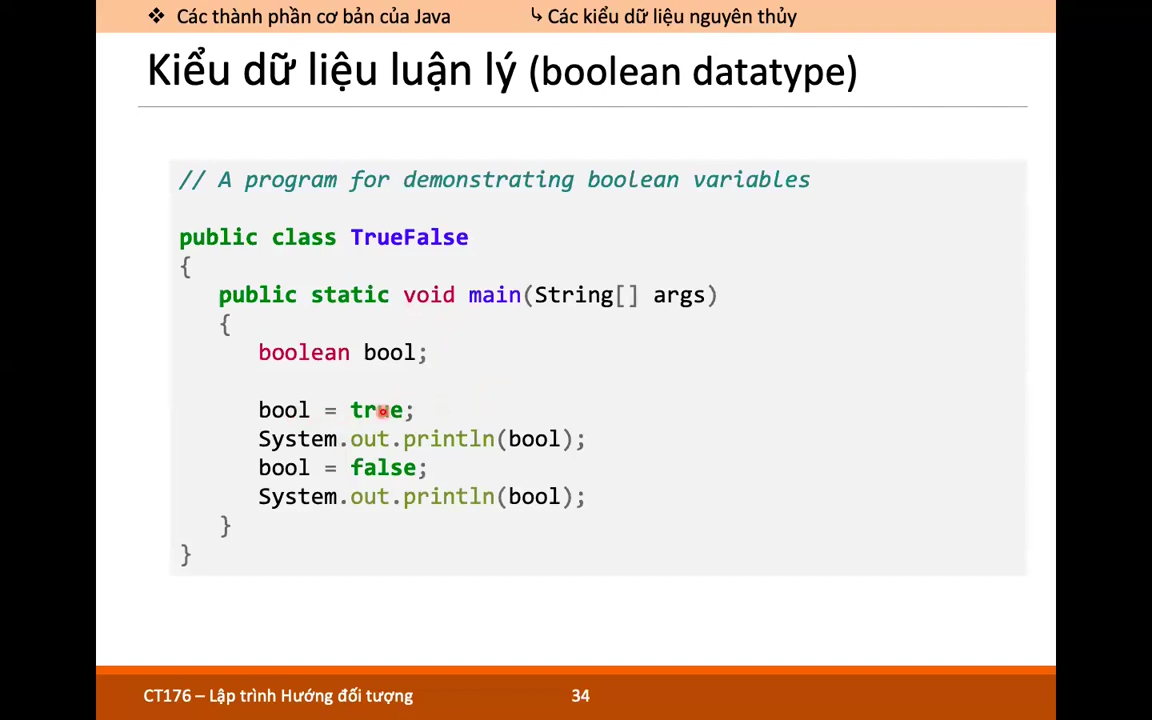 ❖ Các thành phần cơ bản của Java ↳ Các kiểu dữ liệu nguyên thủy
Kiểu dữ liệu luận lý (boolean datatype)
// A program for demonstrating boolean variables
public class TrueFalse
{
public static void main(String[] args)
{
boolean bool;
bool = true;
System.out.println(bool);
bool = false;
System.out.println(bool);
}
}
CT176 – Lập trình Hướng đối tượng 34